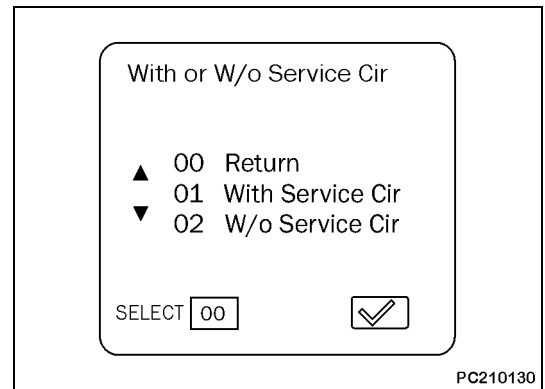 With or W/o Service Cir
00 Return
01 With Service Cir
02 W/o Service Cir
SELECT 00
PC210130